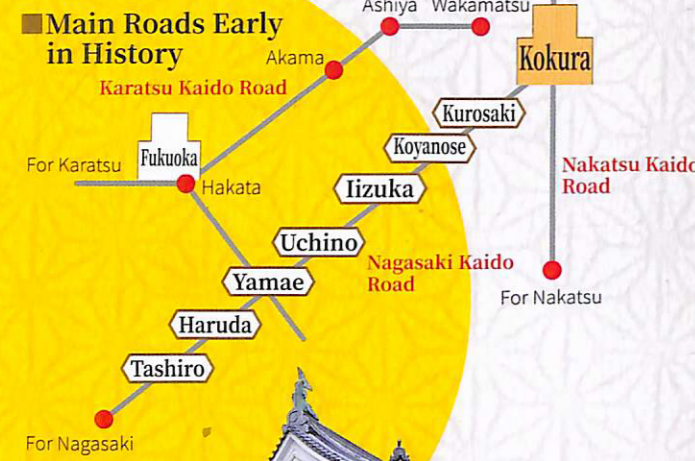 ■Main Roads Early
in History
Ashiya Wakamatsu
Kokura
Akama
Karatsu Kaido Road
Kurosaki
Koyanose
For Karatsu
Fukuoka
Hakata
Nakatsu Kaido
Road
Iizuka
Uchino
Nagasaki Kaido
Road
Yamae
For Nakatsu
Haruda
Tashiro
For Nagasaki